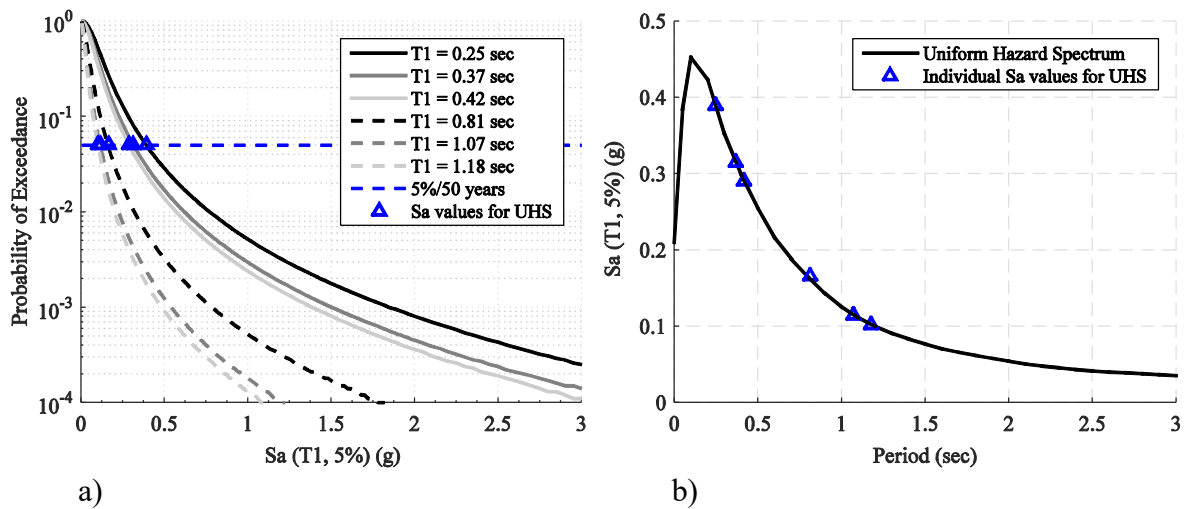 Probability of Exceedance
10^0
10^-1
10^-2
10^-3
10^-4
T1 = 0.25 sec
T1 = 0.37 sec
T1 = 0.42 sec
T1 = 0.81 sec
T1 = 1.07 sec
T1 = 1.18 sec
5%/50 years
Sa values for UHS
0 0.5 1 1.5 2 2.5 3
Sa (T1, 5%) (g)
a)
Sa (T1, 5%) (g)
0.5
0.4
0.3
0.2
0.1
0
Uniform Hazard Spectrum
Individual Sa values for UHS
0 0.5 1 1.5 2 2.5 3
Period (sec)
b)